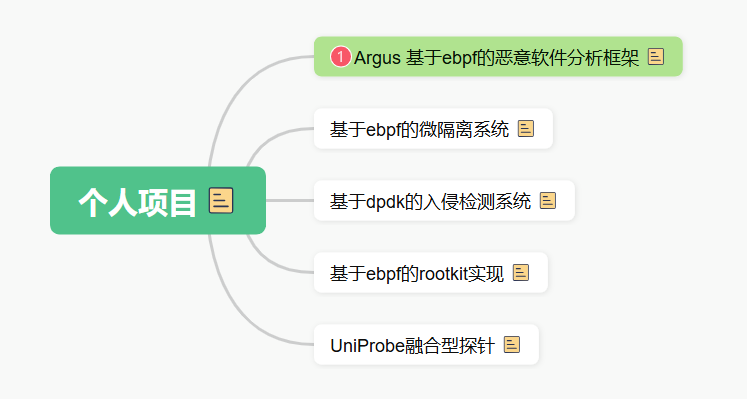 个人项目
1 Argus 基于ebpf的恶意软件分析框架
基于ebpf的微隔离系统
基于dpdk的入侵检测系统
基于ebpf的rootkit实现
UniProbe融合型探针